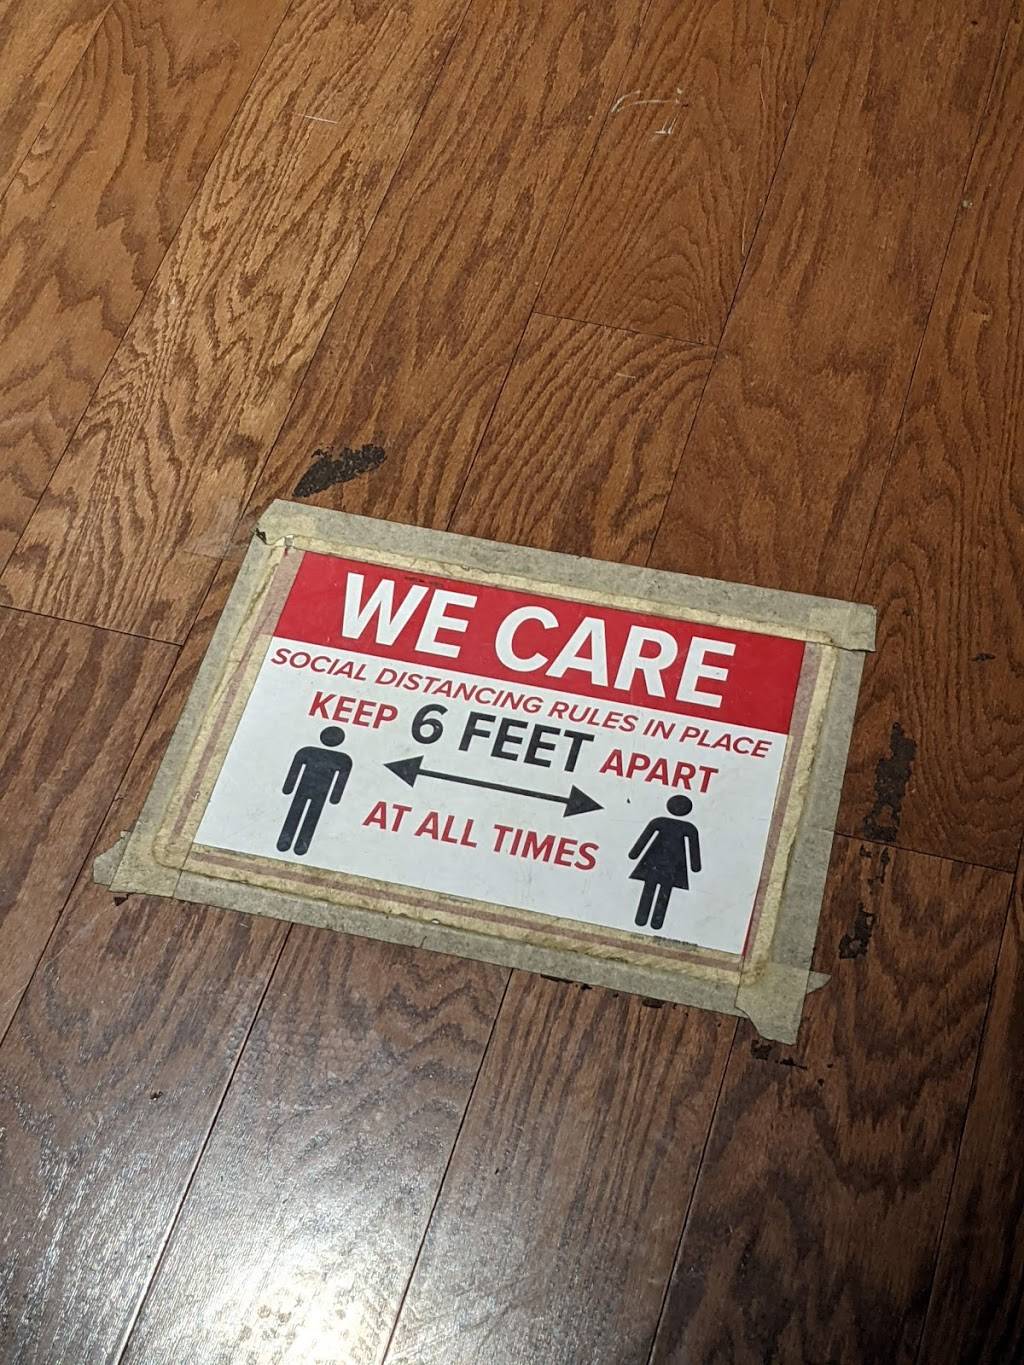 WE CARE
SOCIAL DISTANCING RULES IN PLACE
KEEP 6 FEET APART
AT ALL TIMES